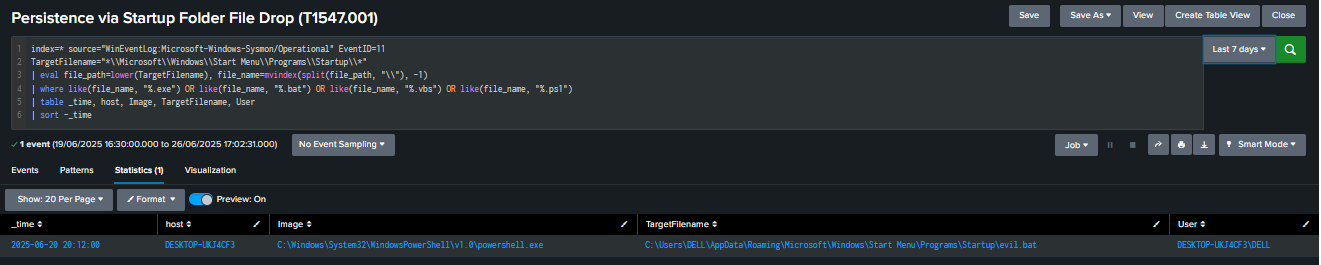 Persistence via Startup Folder File Drop (T1547.001)
Save Save As ▾ View Create Table View Close
1 index=* source="WinEventLog:Microsoft-Windows-Sysmon/Operational" EventID=11
2 TargetFilename="*\\Microsoft\\Windows\\Start Menu\\Programs\\Startup\\*"
3 | eval file_path=lower(TargetFilename), file_name=mvindex(split(file_path, "\\"), -1)
4 | where like(file_name, "%.exe") OR like(file_name, "%.bat") OR like(file_name, "%.vbs") OR like(file_name, "%.ps1")
5 | table _time, host, Image, TargetFilename, User
6 | sort -_time
Last 7 days ▾
✓ 1 event (19/06/2025 16:30:00.000 to 26/06/2025 17:02:31.000) No Event Sampling ▾ Job ▾ Smart Mode ▾
Events Patterns Statistics (1) Visualization
Show: 20 Per Page ▾ Format ▾ Preview: On
_time host Image TargetFilename User
2025-06-20 20:12:00 DESKTOP-UKJ4CF3 C:\Windows\System32\WindowsPowerShell\v1.0\powershell.exe C:\Users\DELL\AppData\Roaming\Microsoft\Windows\Start Menu\Programs\Startup\evil.bat DESKTOP-UKJ4CF3\DELL